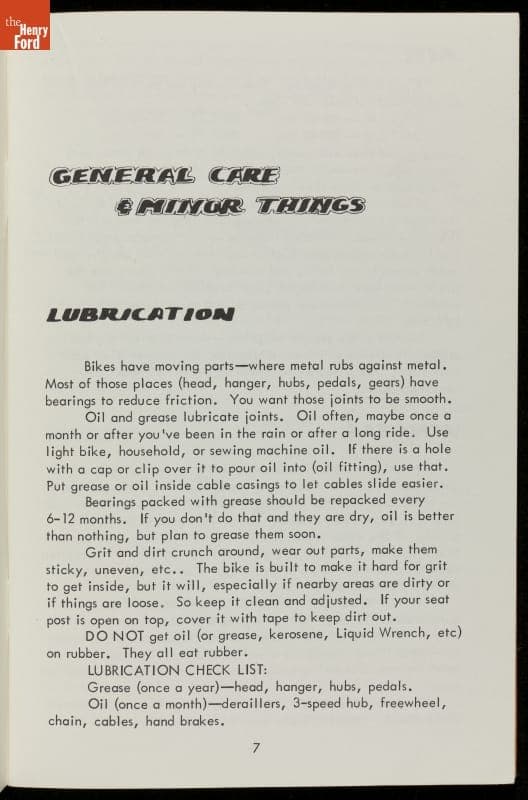 the
Henry
Ford
GENERAL CARE
& MINOR THINGS
LUBRICATION
Bikes have moving parts—where metal rubs against metal.
Most of those places (head, hanger, hubs, pedals, gears) have
bearings to reduce friction. You want those joints to be smooth.
Oil and grease lubricate joints. Oil often, maybe once a
month or after you've been in the rain or after a long ride. Use
light bike, household, or sewing machine oil. If there is a hole
with a cap or clip over it to pour oil into (oil fitting), use that.
Put grease or oil inside cable casings to let cables slide easier.
Bearings packed with grease should be repacked every
6-12 months. If you don't do that and they are dry, oil is better
than nothing, but plan to grease them soon.
Grit and dirt crunch around, wear out parts, make them
sticky, uneven, etc.. The bike is built to make it hard for grit
to get inside, but it will, especially if nearby areas are dirty or
if things are loose. So keep it clean and adjusted. If your seat
post is open on top, cover it with tape to keep dirt out.
DO NOT get oil (or grease, kerosene, Liquid Wrench, etc)
on rubber. They all eat rubber.
LUBRICATION CHECK LIST:
Grease (once a year)—head, hanger, hubs, pedals.
Oil (once a month)—deraillers, 3-speed hub, freewheel,
chain, cables, hand brakes.
7